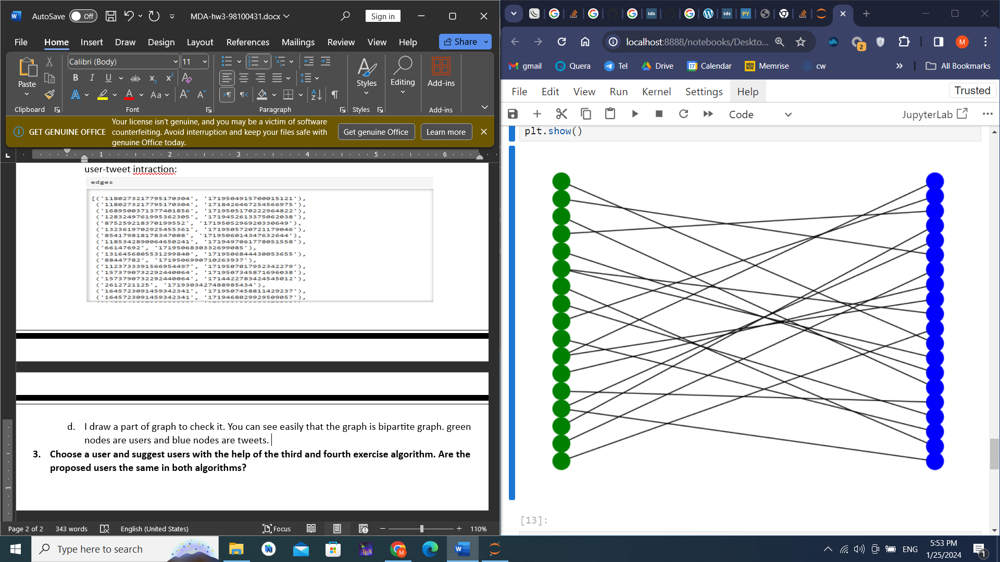 AutoSave Off MDA-hw3-98100431.docx Sign in
File Home Insert Draw Design Layout References Mailings Review View Help Share
Paste
Calibri (Body) 11
Styles
Editing
Add-ins
Clipboard Font Paragraph Styles Add-ins
GET GENUINE OFFICE
Your license isn't genuine, and you may be a victim of software
counterfeiting. Avoid interruption and keep your files safe with
genuine Office today.
Get genuine Office
Learn more
1 2 3 4 5 6
user-tweet intraction:
edges
[('1180273217795170304', '1719504915700015121'),
('1180273217795170304', '1718426467254566975'),
('1689500371377401856', '1719505170222964822'),
('1283249761995362305', '1719452613375062038'),
('875259218370199552', '1719505296920330649'),
('1323619702925455361', '1719505720721179046'),
('854179818178347008', '1719506014347632644'),
('1185342890064650241', '1719497061778051558'),
('66147692', '1719506830332699085'),
('1316456805531299840', '1719506844430053655'),
('88447782', '1719506990710263937'),
('1123733391566954497', '1719507017952342279'),
('1573790732292440064', '1719507345871696038'),
('1573790732292440064', '1714422783424545012'),
('2612721125', '1719303427488985434'),
('1645723091459342341', '1719507458811429237'),
('1645723091459342341', '1719468029929509057'),
d. I draw a part of graph to check it. You can see easily that the graph is bipartite graph. green
nodes are users and blue nodes are tweets.
3. Choose a user and suggest users with the help of the third and fourth exercise algorithm. Are the
proposed users the same in both algorithms?
1
Page 2 of 2 343 words English (United States) Focus 110%
localhost:8888/notebooks/Deskto... 2 M
gmail Quera Tel Drive Calendar Memrise cw All Bookmarks
File Edit View Run Kernel Settings Help Trusted
Code JupyterLab
plt.show()
[13]:
Type here to search
ENG
5:53 PM
1/25/2024
1